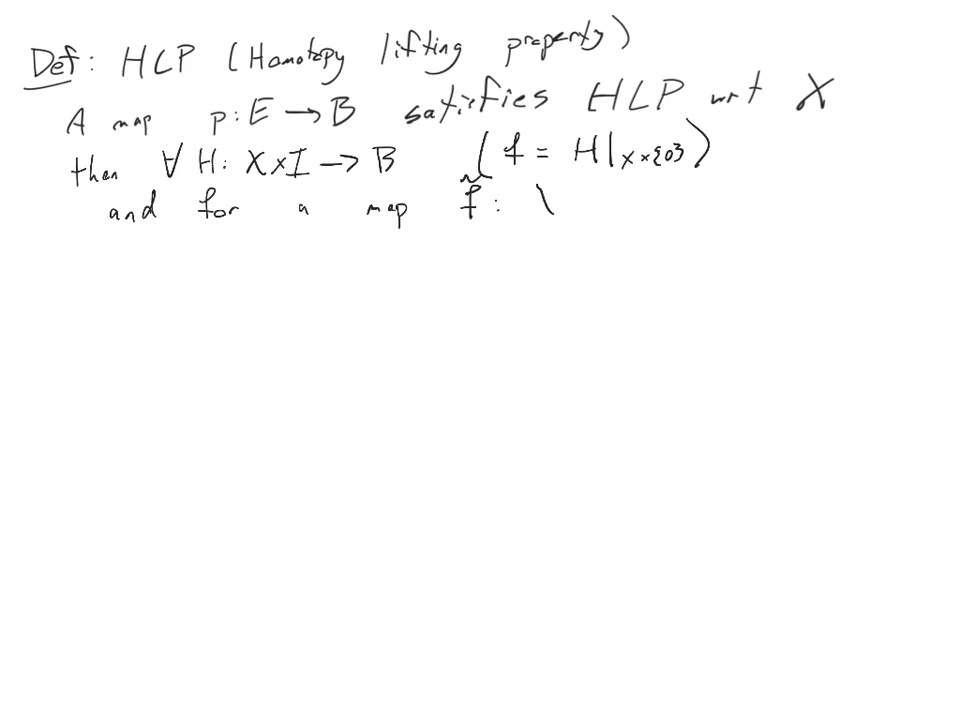 Def: HLP (Homotopy lifting property)
A map p: E → B satisfies HLP wrt X
then ∀ H: X×I → B (f = H|_{X×{0}})
and for a map f̃: \